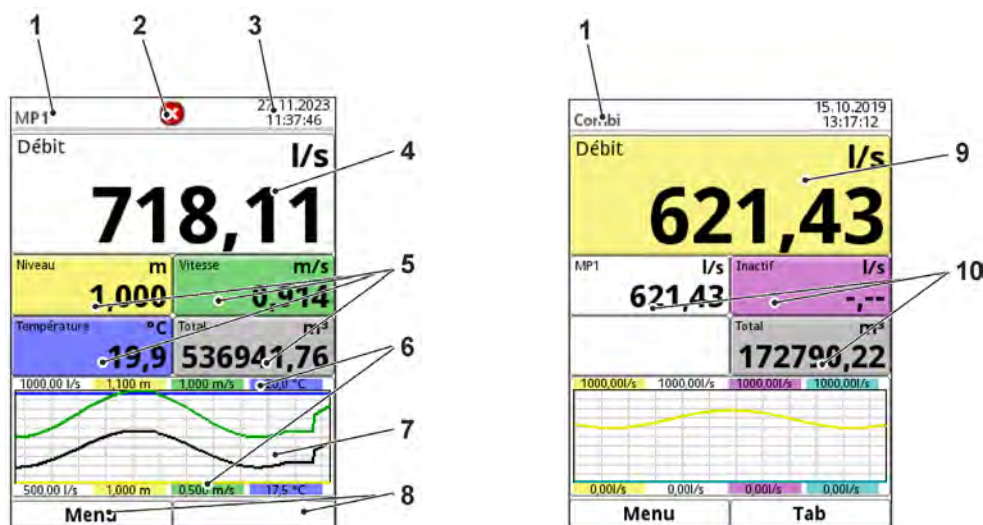 1 2 3
MP1 27.11.2023
11:37:46
Débit l/s
4
718,11
Niveau m Vitesse m/s
5
1,000 0,914
Température °C Total m³
19,9 536941,76
6
1000,00 l/s 1,100 m 1,000 m/s 20,0 °C
7
500,00 l/s 1,000 m 0,500 m/s 17,5 °C
8
Menu
1
Combi 15.10.2019
13:17:12
Débit l/s
9
621,43
MP1 l/s Inactif l/s
10
621,43 -,--
Total m³
172790,22
1000,00l/s 1000,00l/s 1000,00l/s 1000,00l/s
0,00l/s 0,00l/s 0,00l/s 0,00l/s
Menu Tab